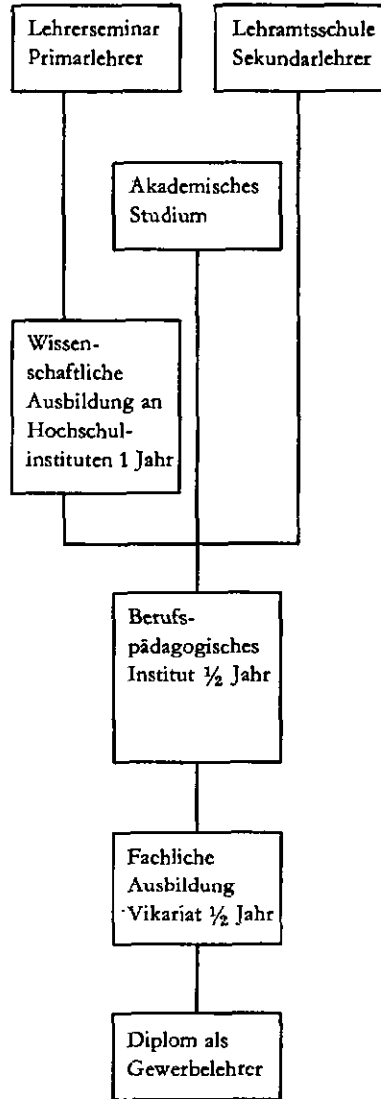 Lehrerseminar
Primarlehrer
Lehramtsschule
Sekundarlehrer
Akademisches
Studium
Wissen-
schaftliche
Ausbildung an
Hochschul-
instituten 1 Jahr
Berufs-
pädagogisches
Institut ½ Jahr
Fachliche
Ausbildung
Vikariat ½ Jahr
Diplom als
Gewerbelehrer